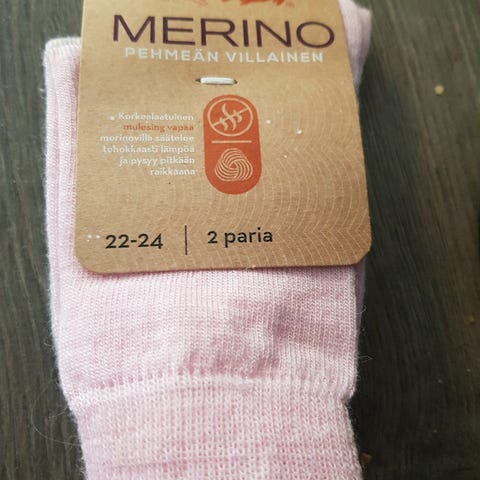 MERINO
PEHMEÄN VILLAINEN
Korkealaatuinen
mulesing vapaa
merinovilla säätelee
tehokkaasti lämpöä
ja pysyy pitkään
raikkaana
22-24 | 2 paria